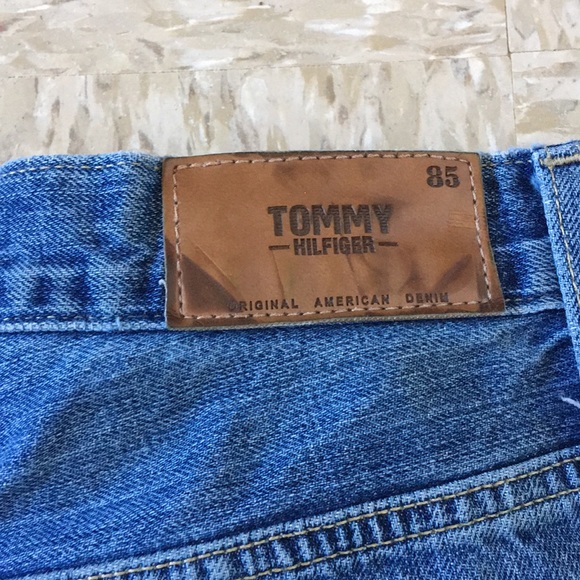 85
TOMMY
HILFIGER
ORIGINAL AMERICAN DENIM